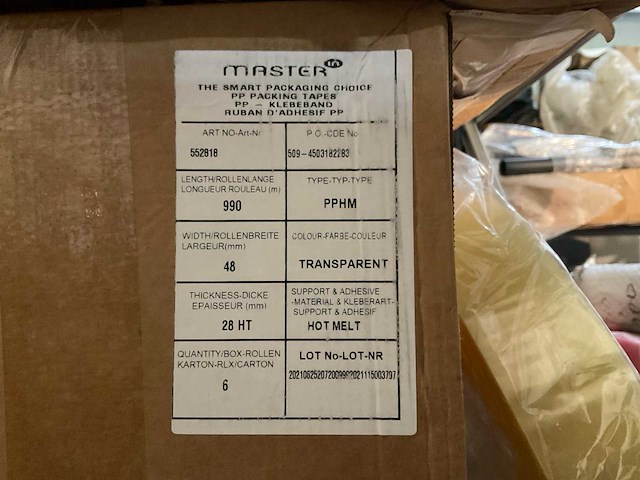 MASTER in
THE SMART PACKAGING CHOICE
PP PACKING TAPES
PP - KLEBEBAND
RUBAN D'ADHESIF PP
ART NO-Art-Nr
552818
P.O.-CDE No
509-4503182283
LENGTH/ROLLENLANGE
LONGUEUR ROULEAU (m)
990
TYPE-TYP-TYPE
PPHM
WIDTH/ROLLENBREITE
LARGEUR(mm)
48
COLOUR-FARBE-COULEUR
TRANSPARENT
THICKNESS-DICKE
EPAISSEUR (mm)
28 HT
SUPPORT & ADHESIVE
-MATERIAL & KLEBERART-
SUPPORT & ADHESIF
HOT MELT
QUANTITY/BOX-ROLLEN
KARTON-RLX/CARTON
6
LOT No-LOT-NR